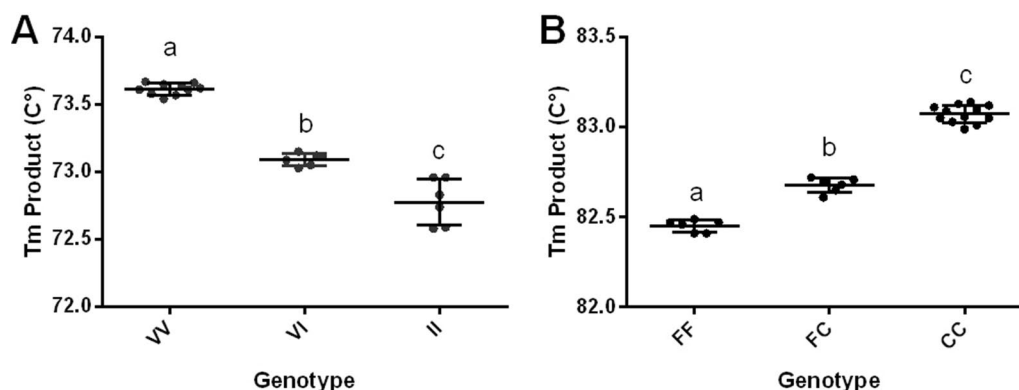 A
Tm Product (C°)
74.0
73.5
73.0
72.5
72.0
a
b
c
VV
VI
II
Genotype
B
Tm Product (C°)
83.5
83.0
82.5
82.0
a
b
c
FF
FC
CC
Genotype